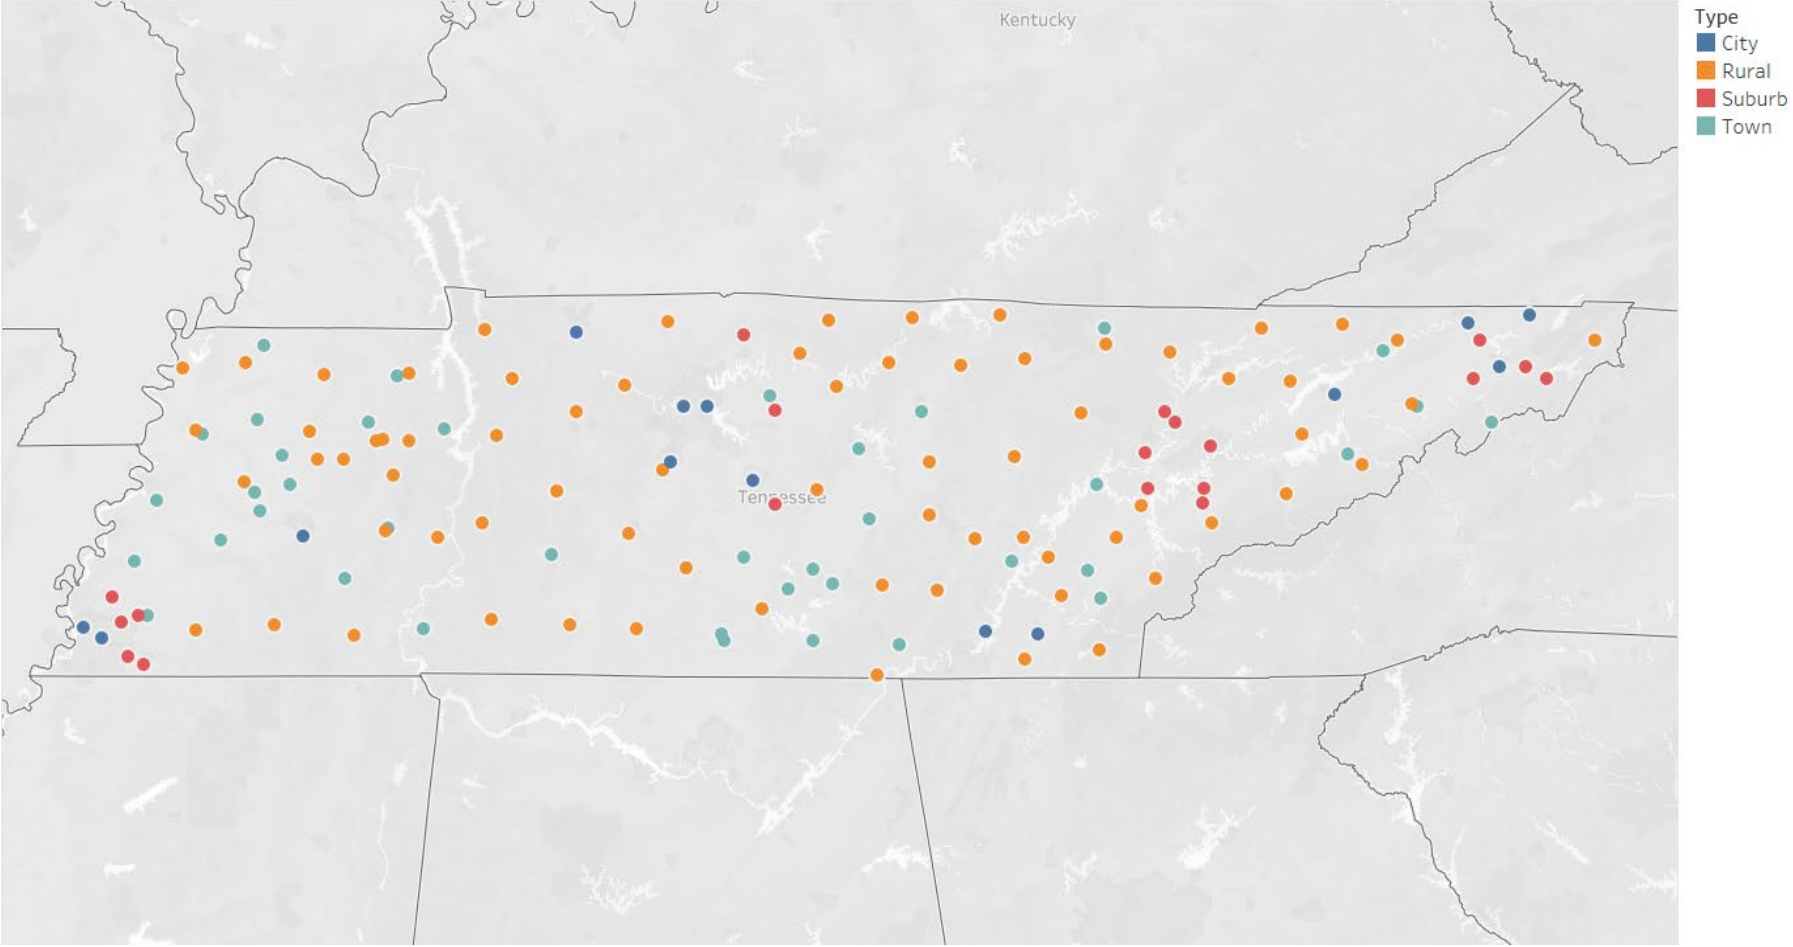 Kentucky
Type
City
Rural
Suburb
Town
Tennessee